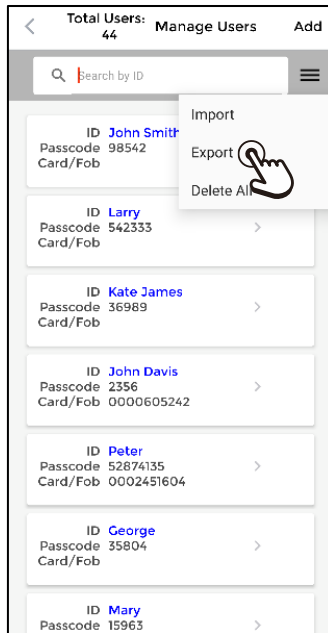 Total Users: 44 Manage Users Add
Search by ID
Import
Export
Delete All
ID John Smith
Passcode 98542
Card/Fob
ID Larry
Passcode 542333
Card/Fob
ID Kate James
Passcode 36989
Card/Fob
ID John Davis
Passcode 2356
Card/Fob 0000605242
ID Peter
Passcode 52874135
Card/Fob 0002451604
ID George
Passcode 35804
Card/Fob
ID Mary
Passcode 15963